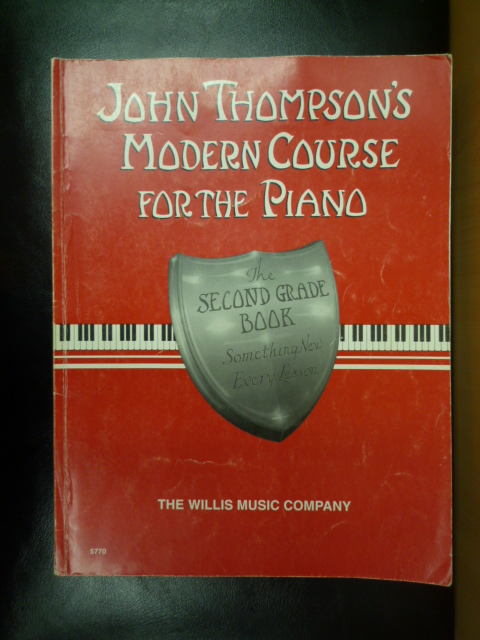 JOHN THOMPSON'S
MODERN COURSE
FOR THE PIANO
The
SECOND GRADE
BOOK
Something New
Every Lesson
THE WILLIS MUSIC COMPANY
5770